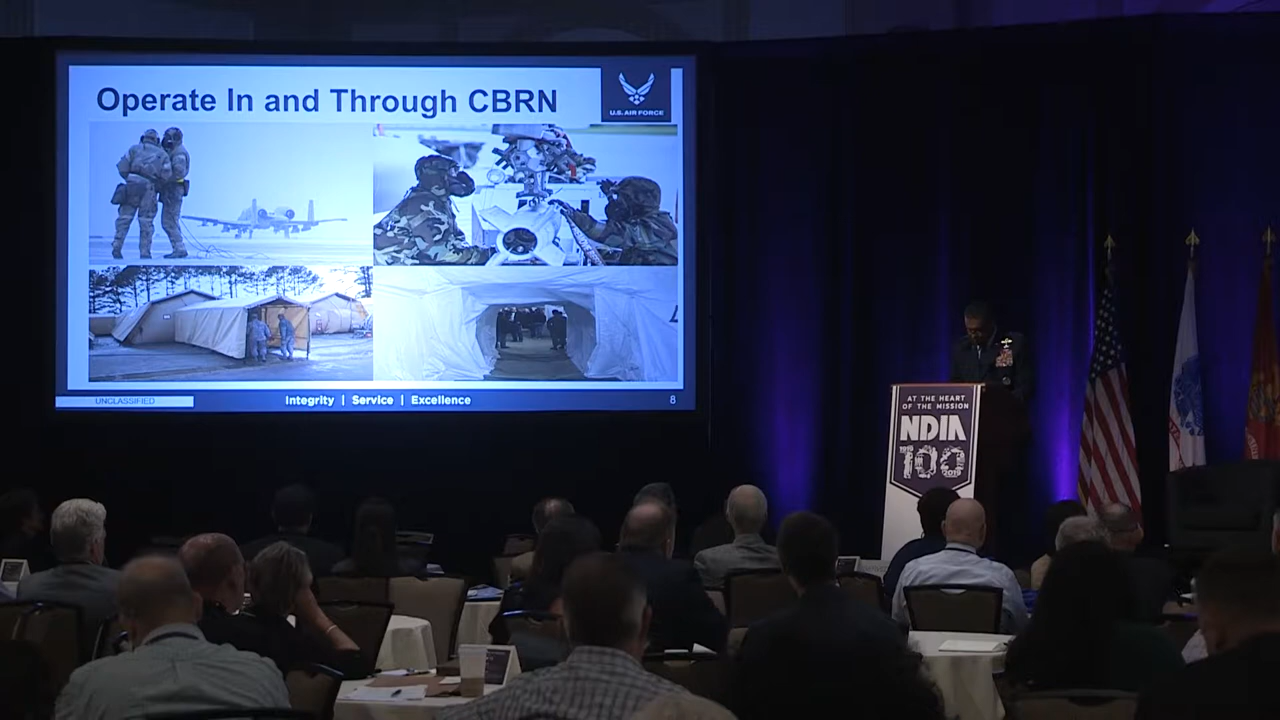 Operate In and Through CBRN
U.S. AIR FORCE
UNCLASSIFIED
Integrity | Service | Excellence
8
AT THE HEART
OF THE MISSION
NDIA
1919
100
2019